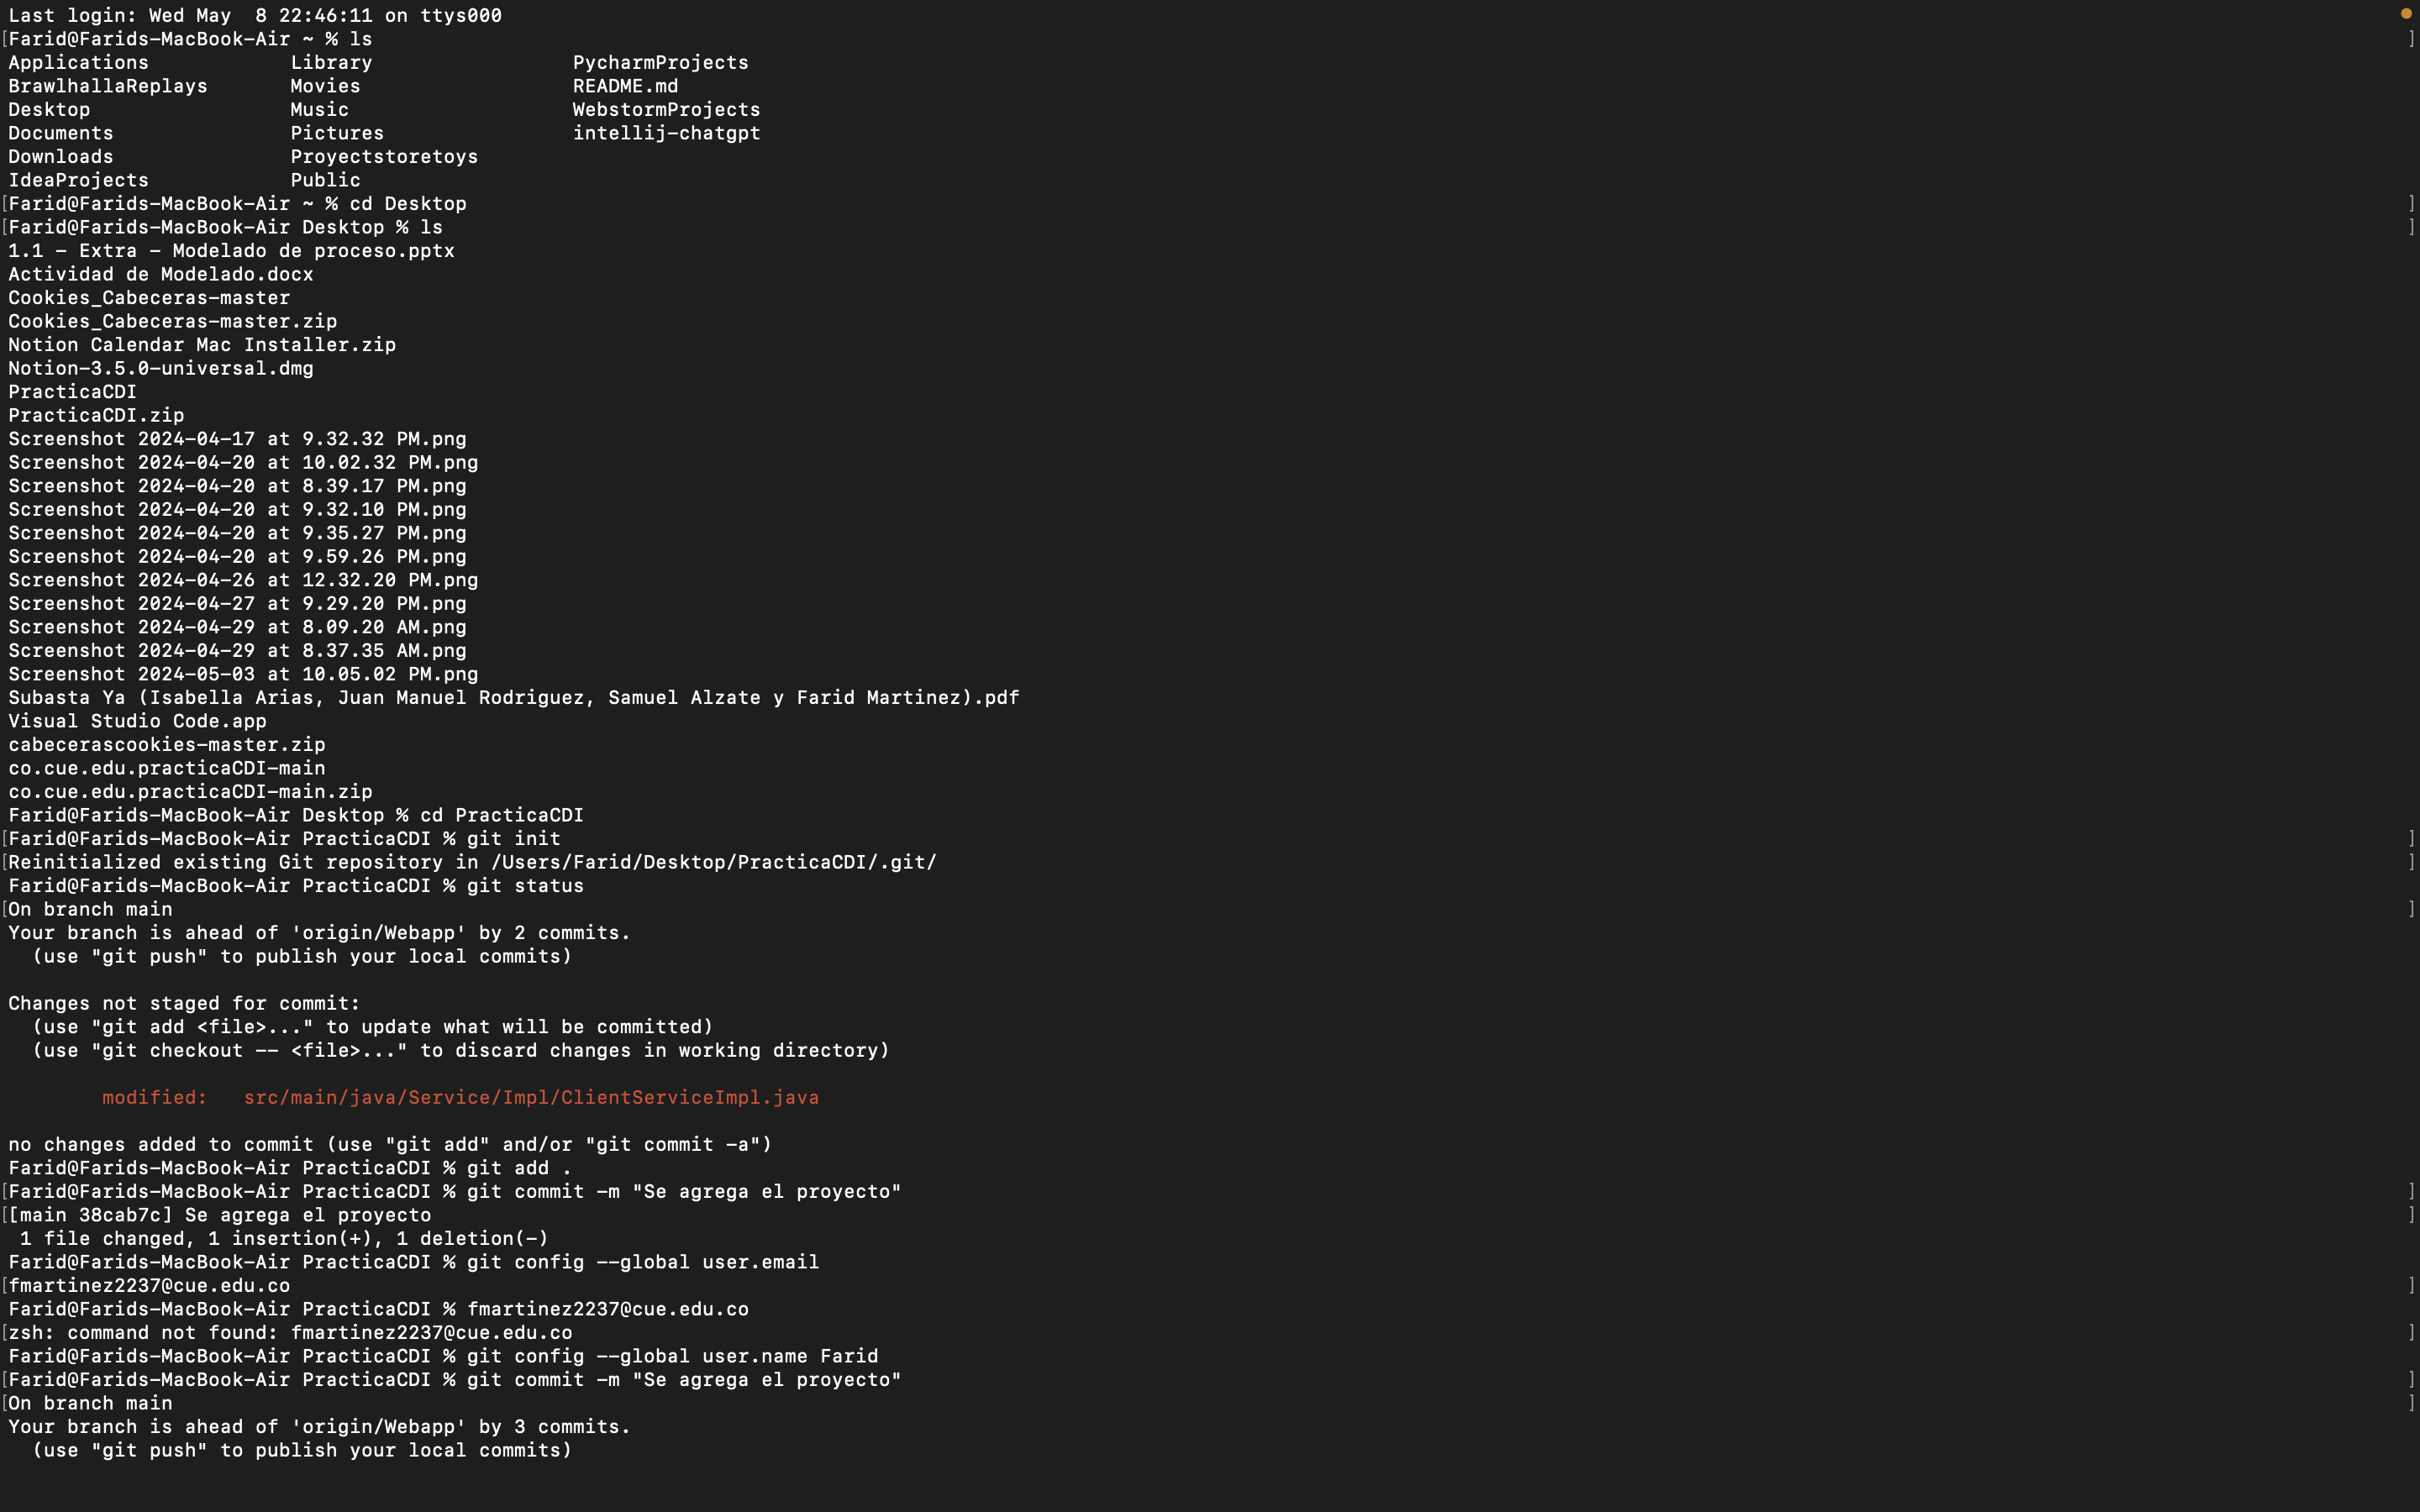 Last login: Wed May  8 22:46:11 on ttys000
[Farid@Farids-MacBook-Air ~ % ls ]
Applications            Library                 PycharmProjects
BrawlhallaReplays       Movies                  README.md
Desktop                 Music                   WebstormProjects
Documents               Pictures                intellij-chatgpt
Downloads               Proyectstoretoys
IdeaProjects            Public
[Farid@Farids-MacBook-Air ~ % cd Desktop ]
[Farid@Farids-MacBook-Air Desktop % ls ]
1.1 - Extra - Modelado de proceso.pptx
Actividad de Modelado.docx
Cookies_Cabeceras-master
Cookies_Cabeceras-master.zip
Notion Calendar Mac Installer.zip
Notion-3.5.0-universal.dmg
PracticaCDI
PracticaCDI.zip
Screenshot 2024-04-17 at 9.32.32 PM.png
Screenshot 2024-04-20 at 10.02.32 PM.png
Screenshot 2024-04-20 at 8.39.17 PM.png
Screenshot 2024-04-20 at 9.32.10 PM.png
Screenshot 2024-04-20 at 9.35.27 PM.png
Screenshot 2024-04-20 at 9.59.26 PM.png
Screenshot 2024-04-26 at 12.32.20 PM.png
Screenshot 2024-04-27 at 9.29.20 PM.png
Screenshot 2024-04-29 at 8.09.20 AM.png
Screenshot 2024-04-29 at 8.37.35 AM.png
Screenshot 2024-05-03 at 10.05.02 PM.png
Subasta Ya (Isabella Arias, Juan Manuel Rodriguez, Samuel Alzate y Farid Martinez).pdf
Visual Studio Code.app
cabecerascookies-master.zip
co.cue.edu.practicaCDI-main
co.cue.edu.practicaCDI-main.zip
Farid@Farids-MacBook-Air Desktop % cd PracticaCDI
[Farid@Farids-MacBook-Air PracticaCDI % git init ]
[Reinitialized existing Git repository in /Users/Farid/Desktop/PracticaCDI/.git/ ]
Farid@Farids-MacBook-Air PracticaCDI % git status
[On branch main ]
Your branch is ahead of 'origin/Webapp' by 2 commits.
  (use "git push" to publish your local commits)

Changes not staged for commit:
  (use "git add <file>..." to update what will be committed)
  (use "git checkout -- <file>..." to discard changes in working directory)

        modified:   src/main/java/Service/Impl/ClientServiceImpl.java

no changes added to commit (use "git add" and/or "git commit -a")
Farid@Farids-MacBook-Air PracticaCDI % git add .
[Farid@Farids-MacBook-Air PracticaCDI % git commit -m "Se agrega el proyecto" ]
[[main 38cab7c] Se agrega el proyecto ]
 1 file changed, 1 insertion(+), 1 deletion(-)
Farid@Farids-MacBook-Air PracticaCDI % git config --global user.email
[fmartinez2237@cue.edu.co ]
Farid@Farids-MacBook-Air PracticaCDI % fmartinez2237@cue.edu.co
[zsh: command not found: fmartinez2237@cue.edu.co ]
Farid@Farids-MacBook-Air PracticaCDI % git config --global user.name Farid
[Farid@Farids-MacBook-Air PracticaCDI % git commit -m "Se agrega el proyecto" ]
[On branch main ]
Your branch is ahead of 'origin/Webapp' by 3 commits.
  (use "git push" to publish your local commits)